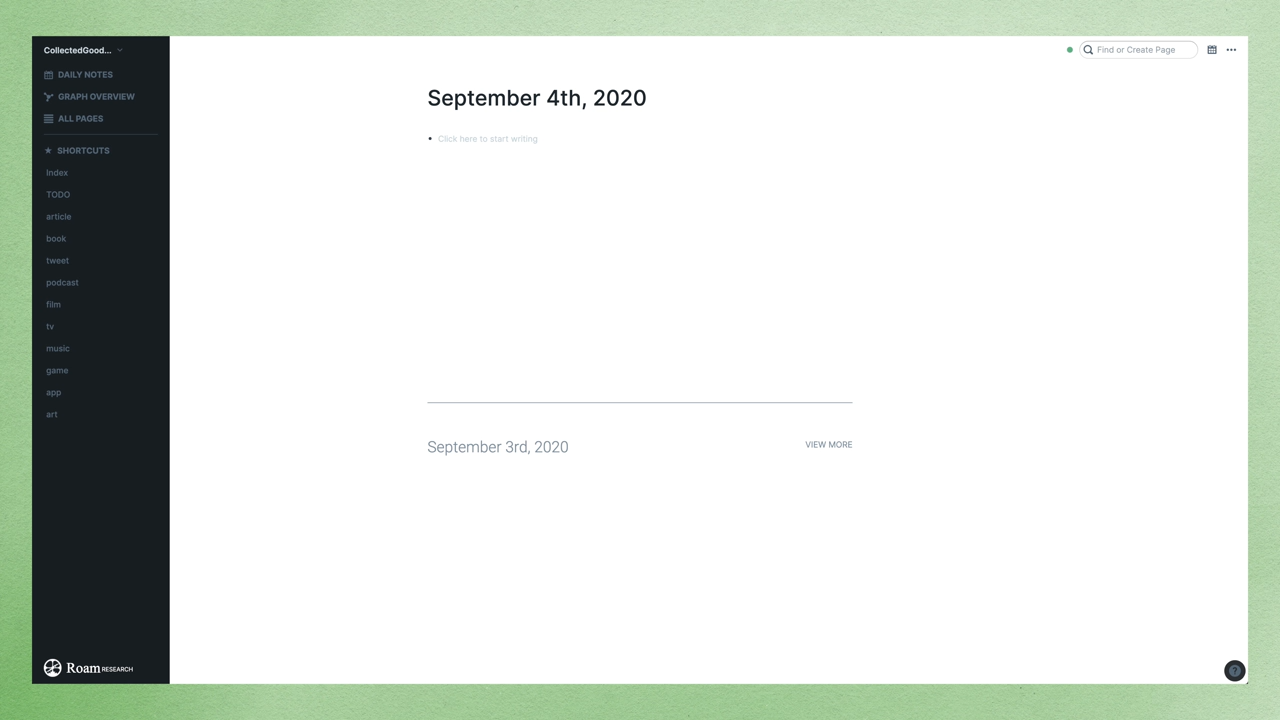 CollectedGood...
DAILY NOTES
GRAPH OVERVIEW
ALL PAGES
SHORTCUTS
Index
TODO
article
book
tweet
podcast
film
tv
music
game
app
art
Roam RESEARCH
Find or Create Page
September 4th, 2020
Click here to start writing
September 3rd, 2020
VIEW MORE
?